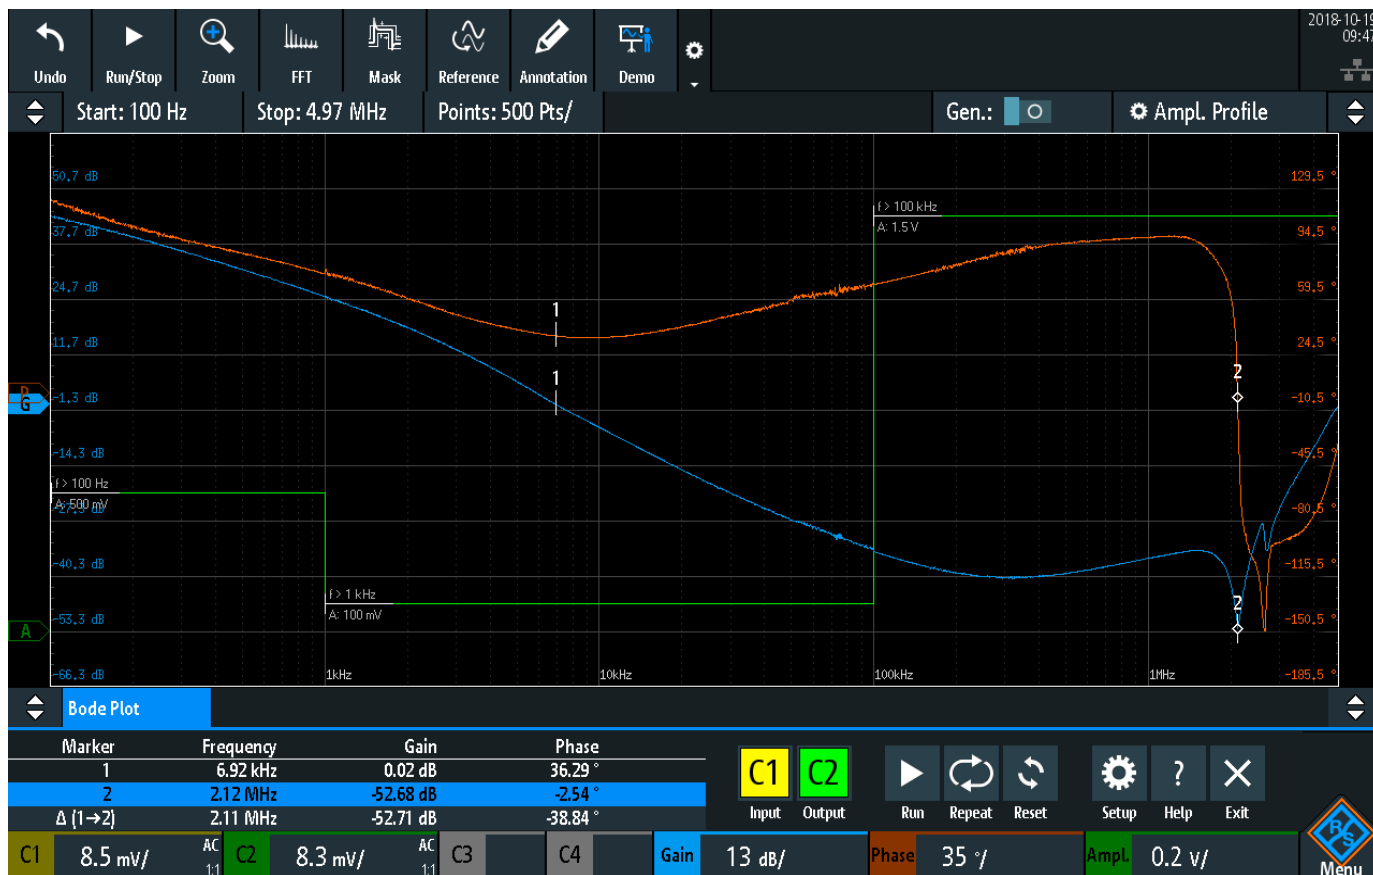 2018-10-19
09:47
Undo Run/Stop Zoom FFT Mask Reference Annotation Demo
Start: 100 Hz Stop: 4.97 MHz Points: 500 Pts/ Gen.: Ampl. Profile
50.7 dB 129.5 °
f > 100 kHz
A: 1.5 V
37.7 dB 94.5 °
24.7 dB 59.5 °
1
11.7 dB 24.5 °
1 2
G -1.3 dB -10.5 °
-14.3 dB -45.5 °
f > 100 Hz
A: 500 mV
-80.5 °
-40.3 dB -115.5 °
f > 1 kHz
A: 100 mV
2
A -53.3 dB -150.5 °
-66.3 dB 1kHz 10kHz 100kHz 1MHz -185.5 °
Bode Plot
Marker Frequency Gain Phase
1 6.92 kHz 0.02 dB 36.29 °
2 2.12 MHz -52.68 dB -2.54 °
Δ (1→2) 2.11 MHz -52.71 dB -38.84 °
C1 C2 ?
Input Output Run Repeat Reset Setup Help Exit
C1 8.5 mV/ AC 1:1 C2 8.3 mV/ AC 1:1 C3 C4 Gain 13 dB/ Phase 35 °/ Ampl. 0.2 V/ R&S Menu